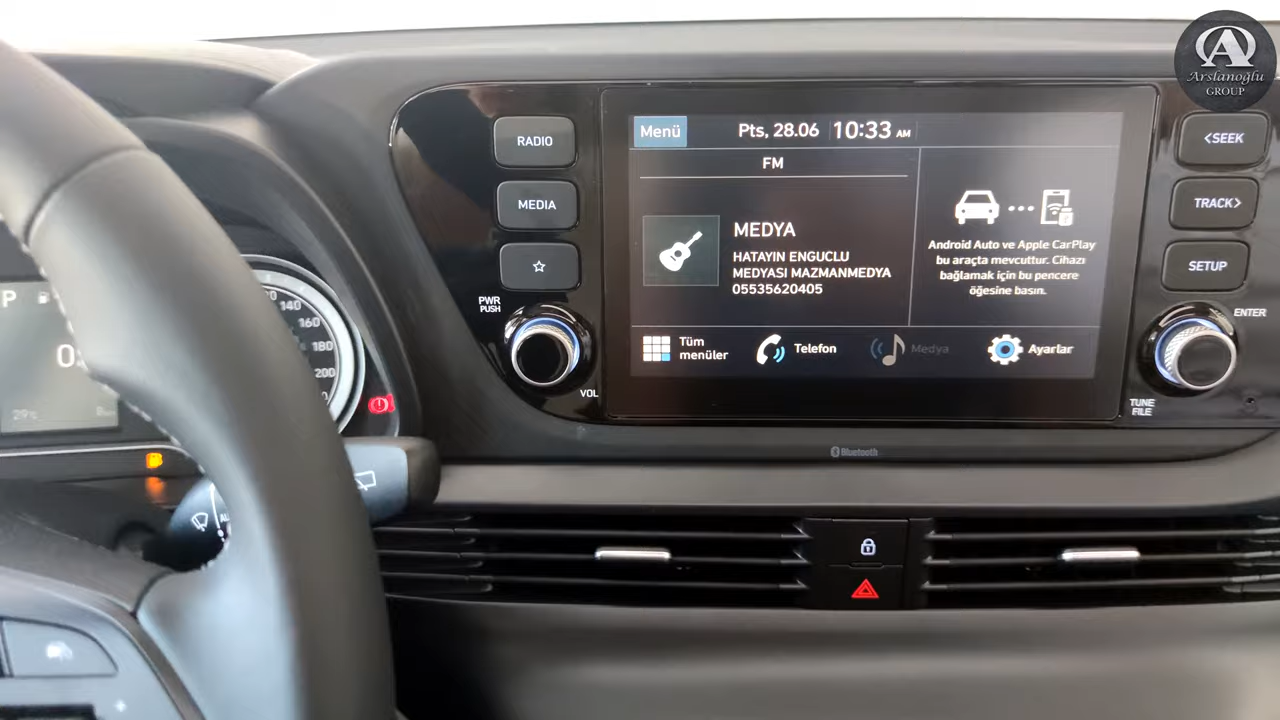 Arslanoğlu
GROUP
RADIO
MEDIA
PWR
PUSH
VOL
Menü
Pts, 28.06
10:33 AM
FM
MEDYA
HATAYIN ENGUCLU
MEDYASI MAZMANMEDYA
05535620405
Android Auto ve Apple CarPlay
bu araçta mevcuttur. Cihazı
bağlamak için bu pencere
öğesine basın.
Tüm
menüler
Telefon
Medya
Ayarlar
<SEEK
TRACK>
SETUP
ENTER
TUNE
FILE
Bluetooth
P
140
160
180
200
29°C